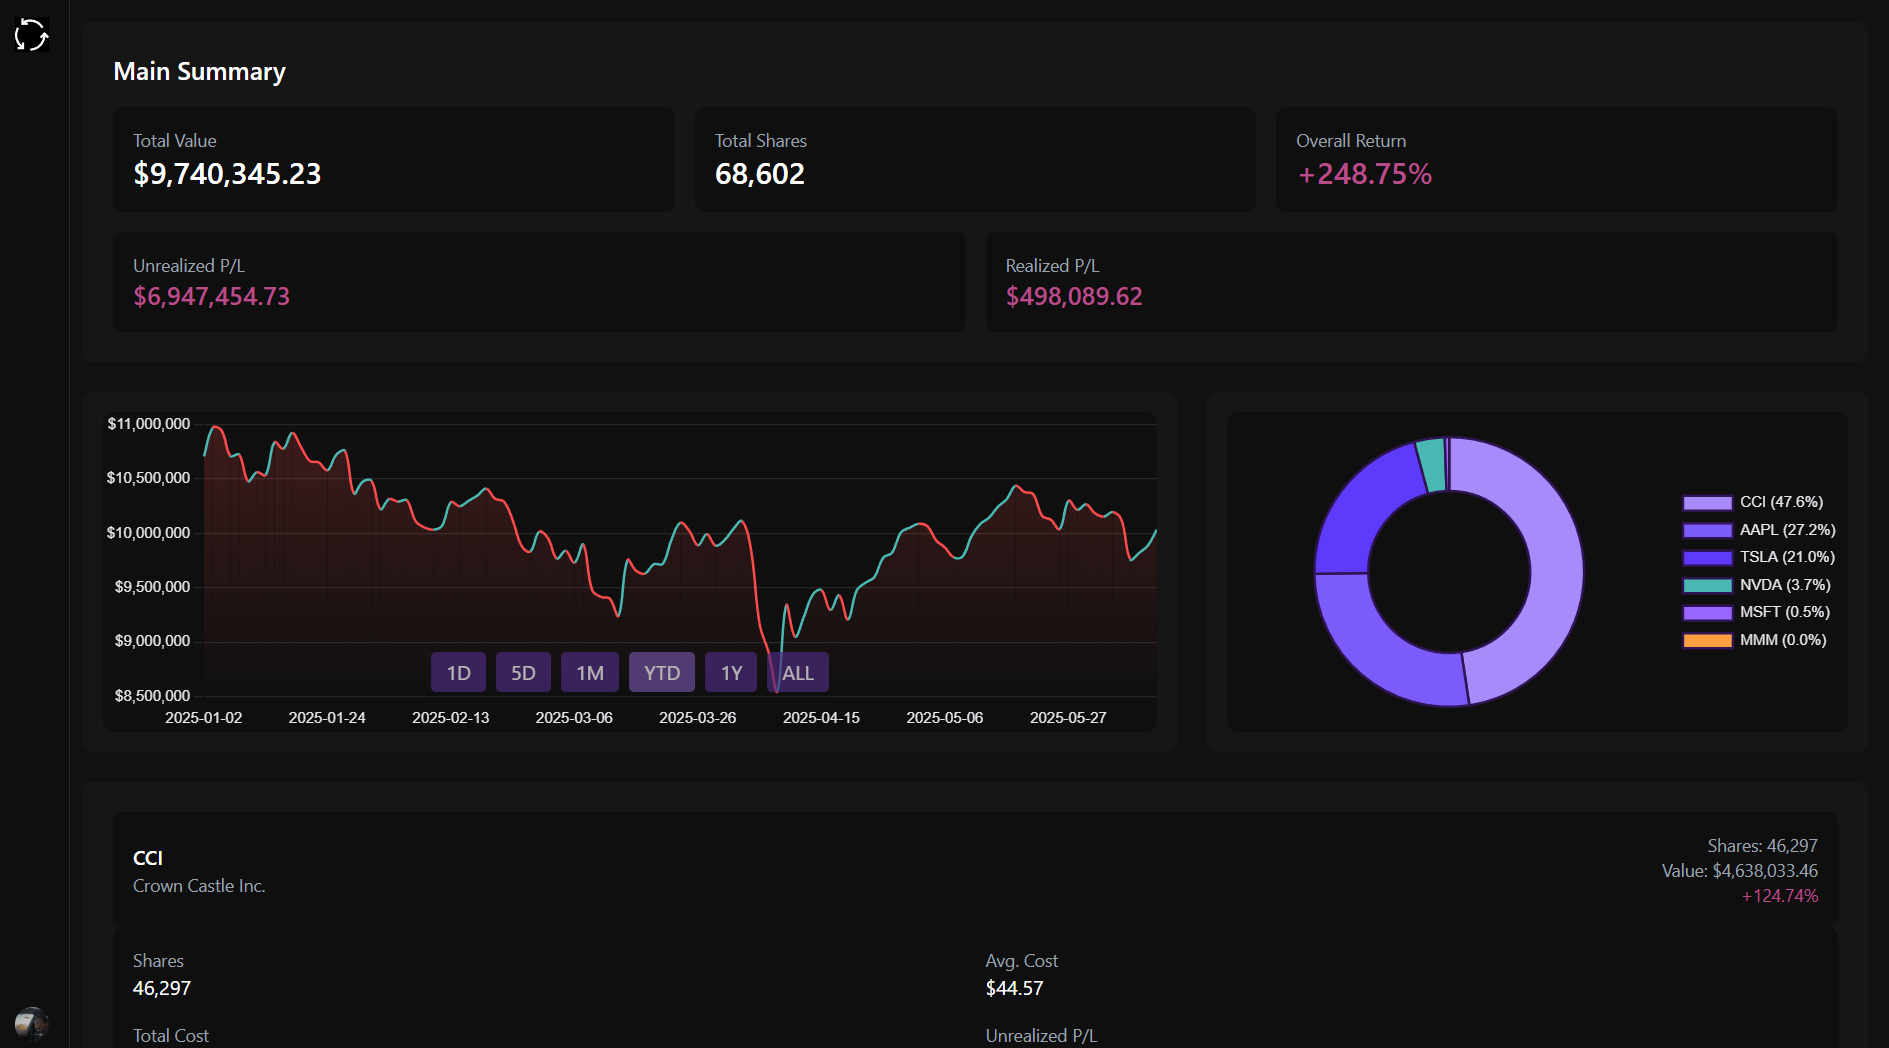 Main Summary
Total Value
$9,740,345.23
Total Shares
68,602
Overall Return
+248.75%
Unrealized P/L
$6,947,454.73
Realized P/L
$498,089.62
$11,000,000
$10,500,000
$10,000,000
$9,500,000
$9,000,000
$8,500,000
1D 5D 1M YTD 1Y ALL
2025-01-02 2025-01-24 2025-02-13 2025-03-06 2025-03-26 2025-04-15 2025-05-06 2025-05-27
CCI (47.6%)
AAPL (27.2%)
TSLA (21.0%)
NVDA (3.7%)
MSFT (0.5%)
MMM (0.0%)
CCI
Crown Castle Inc.
Shares: 46,297
Value: $4,638,033.46
+124.74%
Shares
46,297
Avg. Cost
$44.57
Total Cost
Unrealized P/L